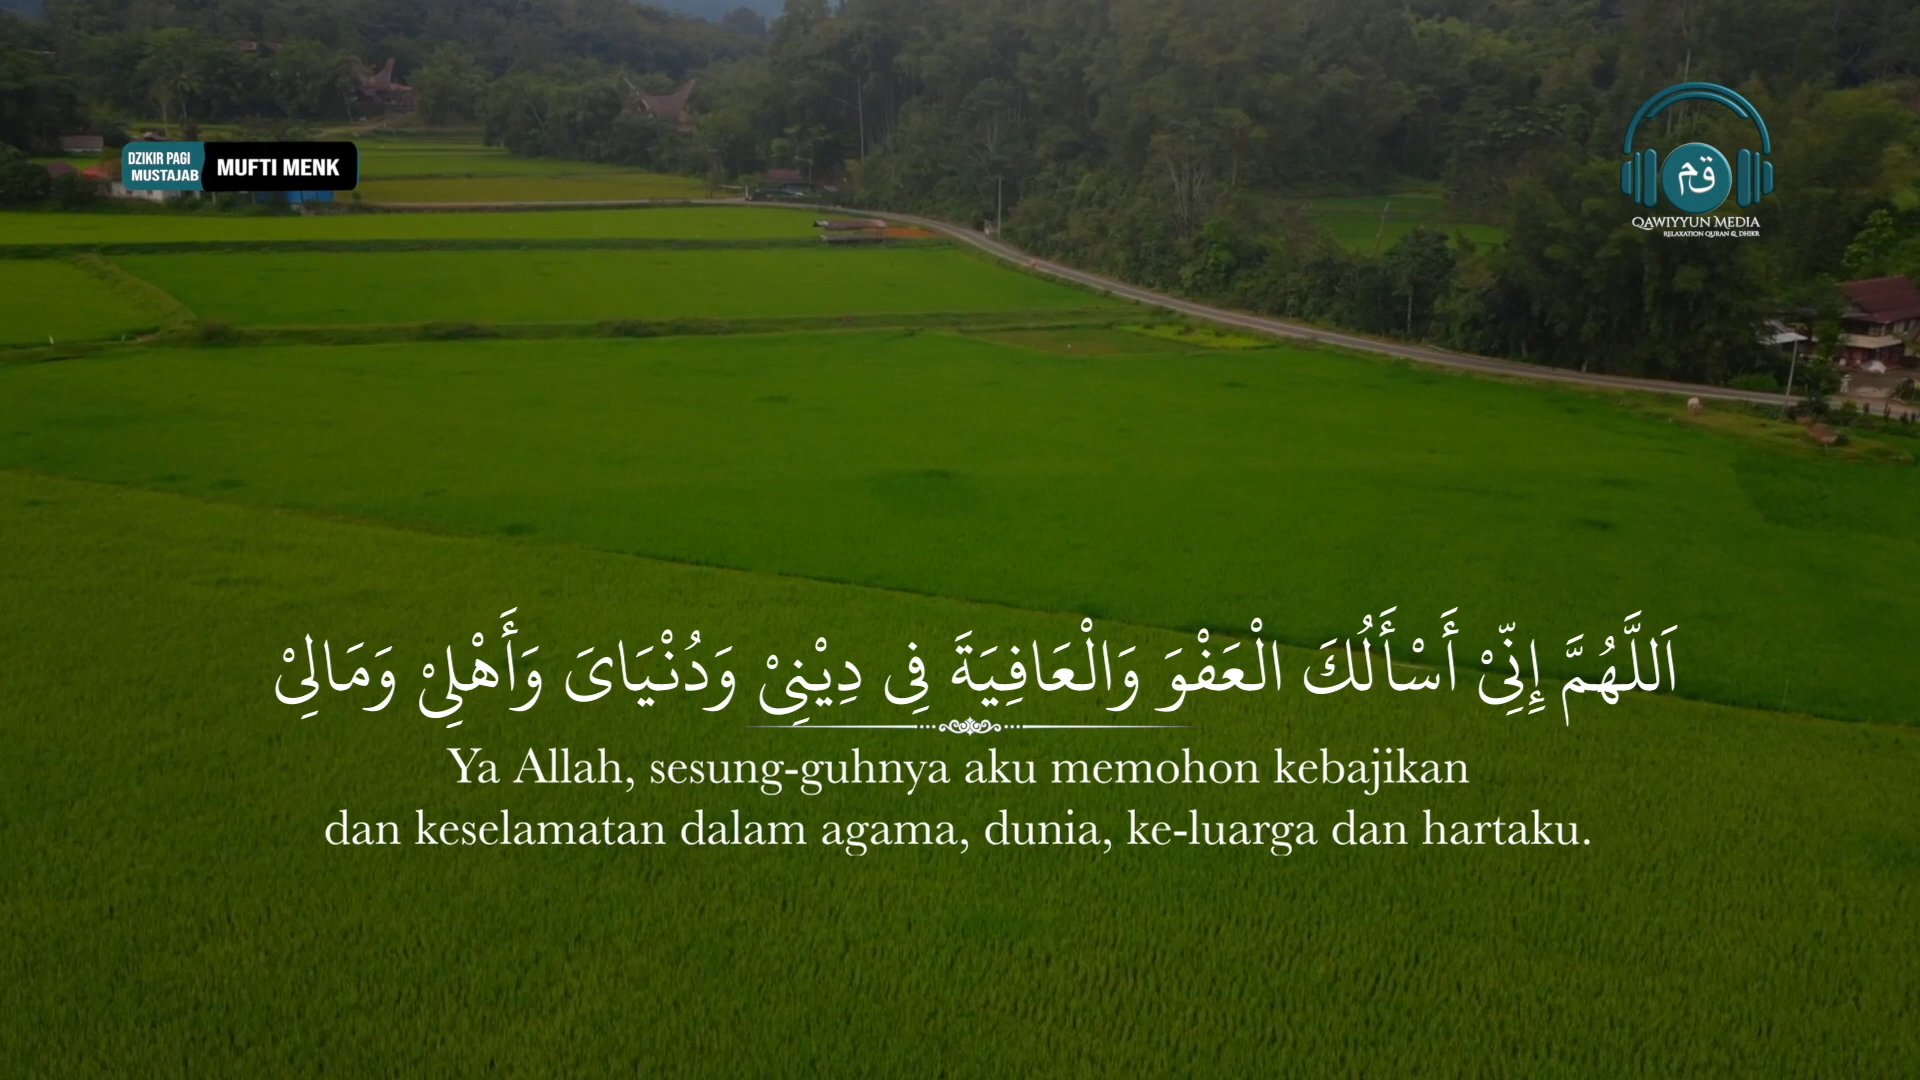 DZIKIR PAGI
MUSTAJAB
MUFTI MENK
قم
QAWIYYUN MEDIA
RELAXATION QURAN & DHIKR
اَللَّهُمَّ إِنِّىْ أَسْأَلُكَ الْعَفْوَ وَالْعَافِيَةَ فِى دِيْنِىْ وَدُنْيَاىَ وَأَهْلِىْ وَمَالِىْ
Ya Allah, sesung-guhnya aku memohon kebajikan
dan keselamatan dalam agama, dunia, ke-luarga dan hartaku.